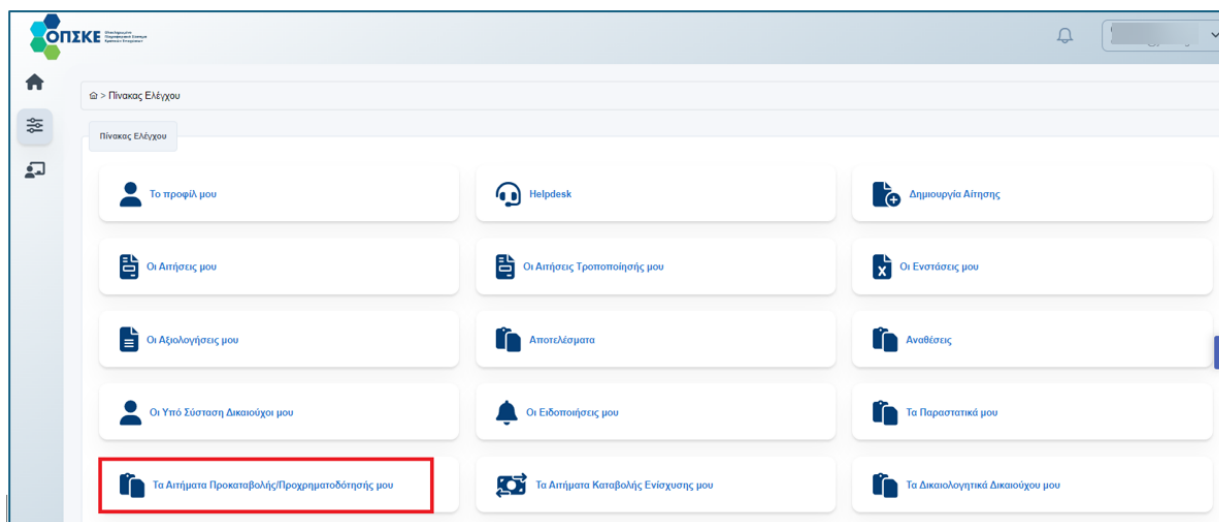 ΟΠΣΚΕ
> Πίνακας Ελέγχου
Πίνακας Ελέγχου
Το προφίλ μου
Helpdesk
Δημιουργία Αίτησης
Οι Αιτήσεις μου
Οι Αιτήσεις Τροποποίησής μου
Οι Ενστάσεις μου
Οι Αξιολογήσεις μου
Αποτελέσματα
Αναθέσεις
Οι Υπό Σύσταση Δικαιούχοι μου
Οι Ειδοποιήσεις μου
Τα Παραστατικά μου
Τα Αιτήματα Προκαταβολής/Προχρηματοδότησής μου
Τα Αιτήματα Καταβολής Ενίσχυσης μου
Τα Δικαιολογητικά Δικαιούχου μου